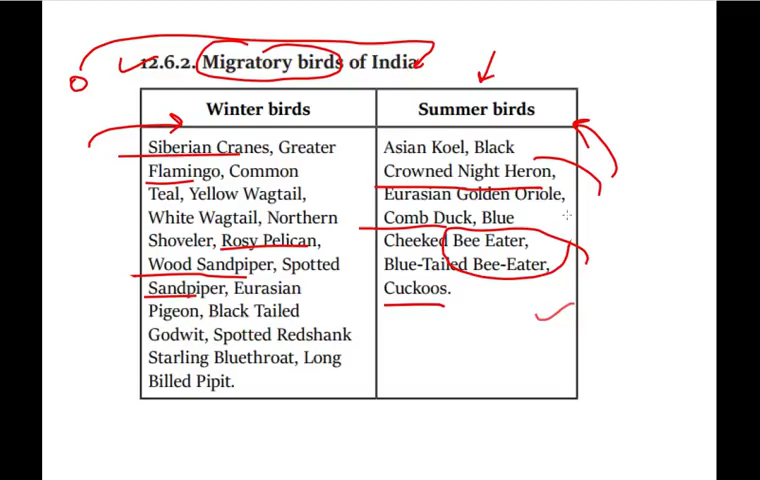 12.6.2. Migratory birds of India
Winter birds
Siberian Cranes, Greater
Flamingo, Common
Teal, Yellow Wagtail,
White Wagtail, Northern
Shoveler, Rosy Pelican,
Wood Sandpiper, Spotted
Sandpiper, Eurasian
Pigeon, Black Tailed
Godwit, Spotted Redshank
Starling Bluethroat, Long
Billed Pipit.
Summer birds
Asian Koel, Black
Crowned Night Heron,
Eurasian Golden Oriole,
Comb Duck, Blue
Cheeked Bee Eater,
Blue-Tailed Bee-Eater,
Cuckoos.